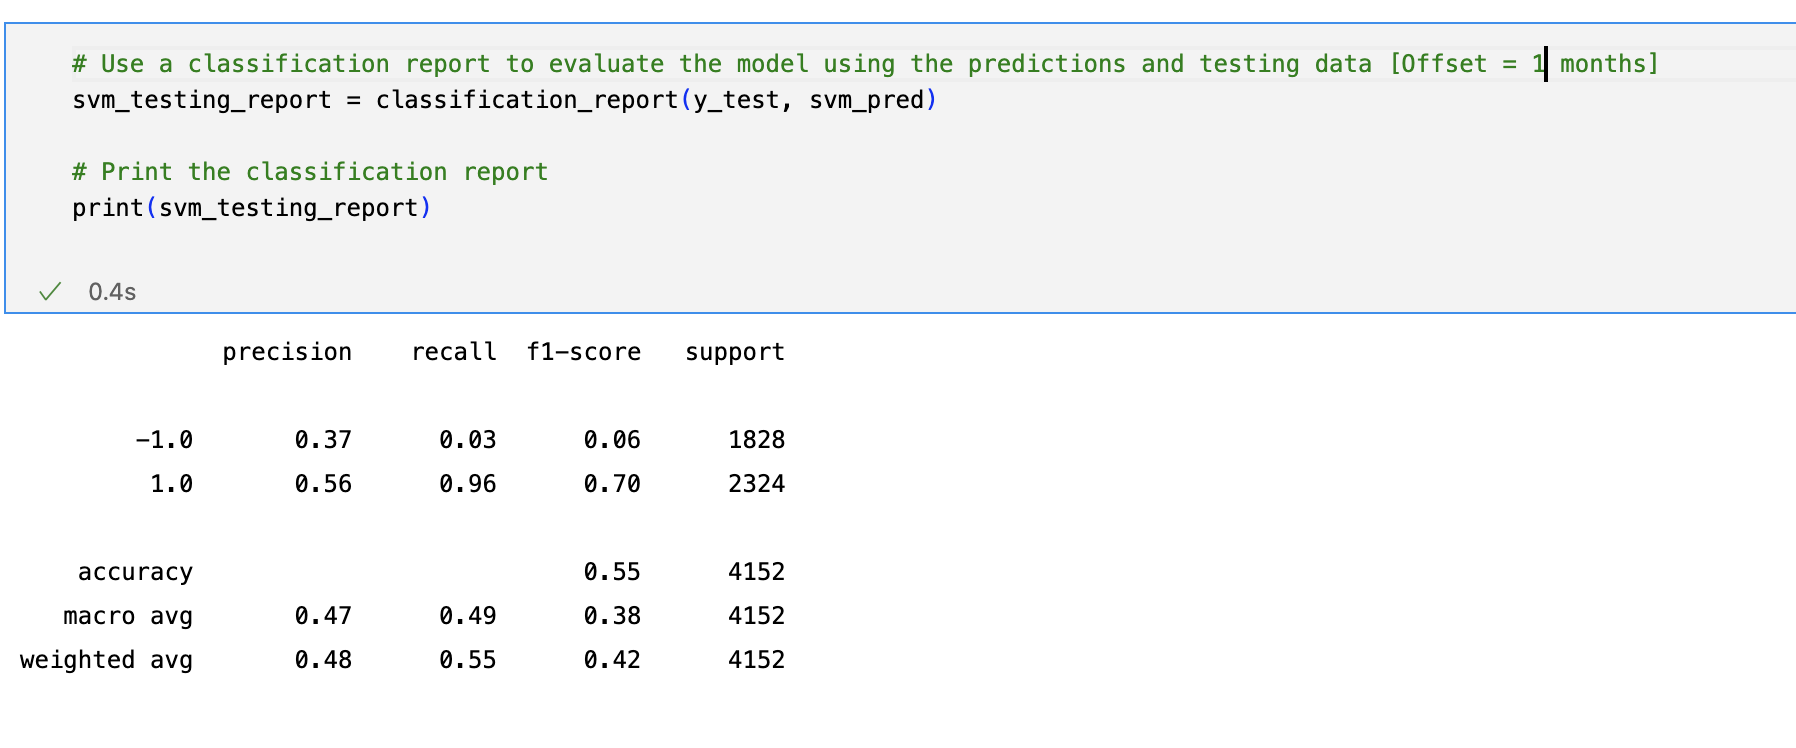 # Use a classification report to evaluate the model using the predictions and testing data [Offset = 1 months]
svm_testing_report = classification_report(y_test, svm_pred)
# Print the classification report
print(svm_testing_report)
0.4s
precision recall f1-score support
-1.0 0.37 0.03 0.06 1828
1.0 0.56 0.96 0.70 2324
accuracy 0.55 4152
macro avg 0.47 0.49 0.38 4152
weighted avg 0.48 0.55 0.42 4152